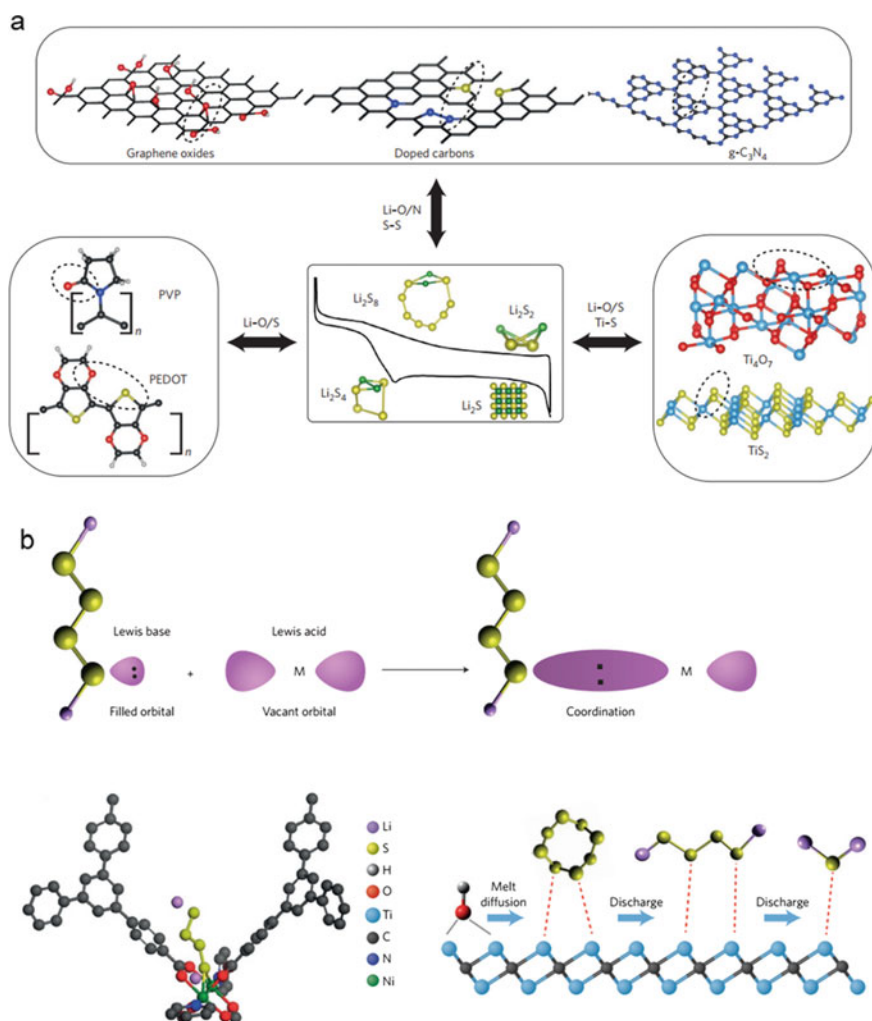 a
Graphene oxides
Doped carbons
g-C₃N₄
Li-O/N
S-S
PVP
n
PEDOT
n
Li-O/S
Li₂S₈
Li₂S₂
Li₂S₄
Li₂S
Li-O/S
Ti-S
Ti₄O₇
TiS₂
b
Lewis base
Filled orbital
+
Lewis acid
M
Vacant orbital
M
Coordination
Li
S
H
O
Ti
C
N
Ni
Melt
diffusion
Discharge
Discharge